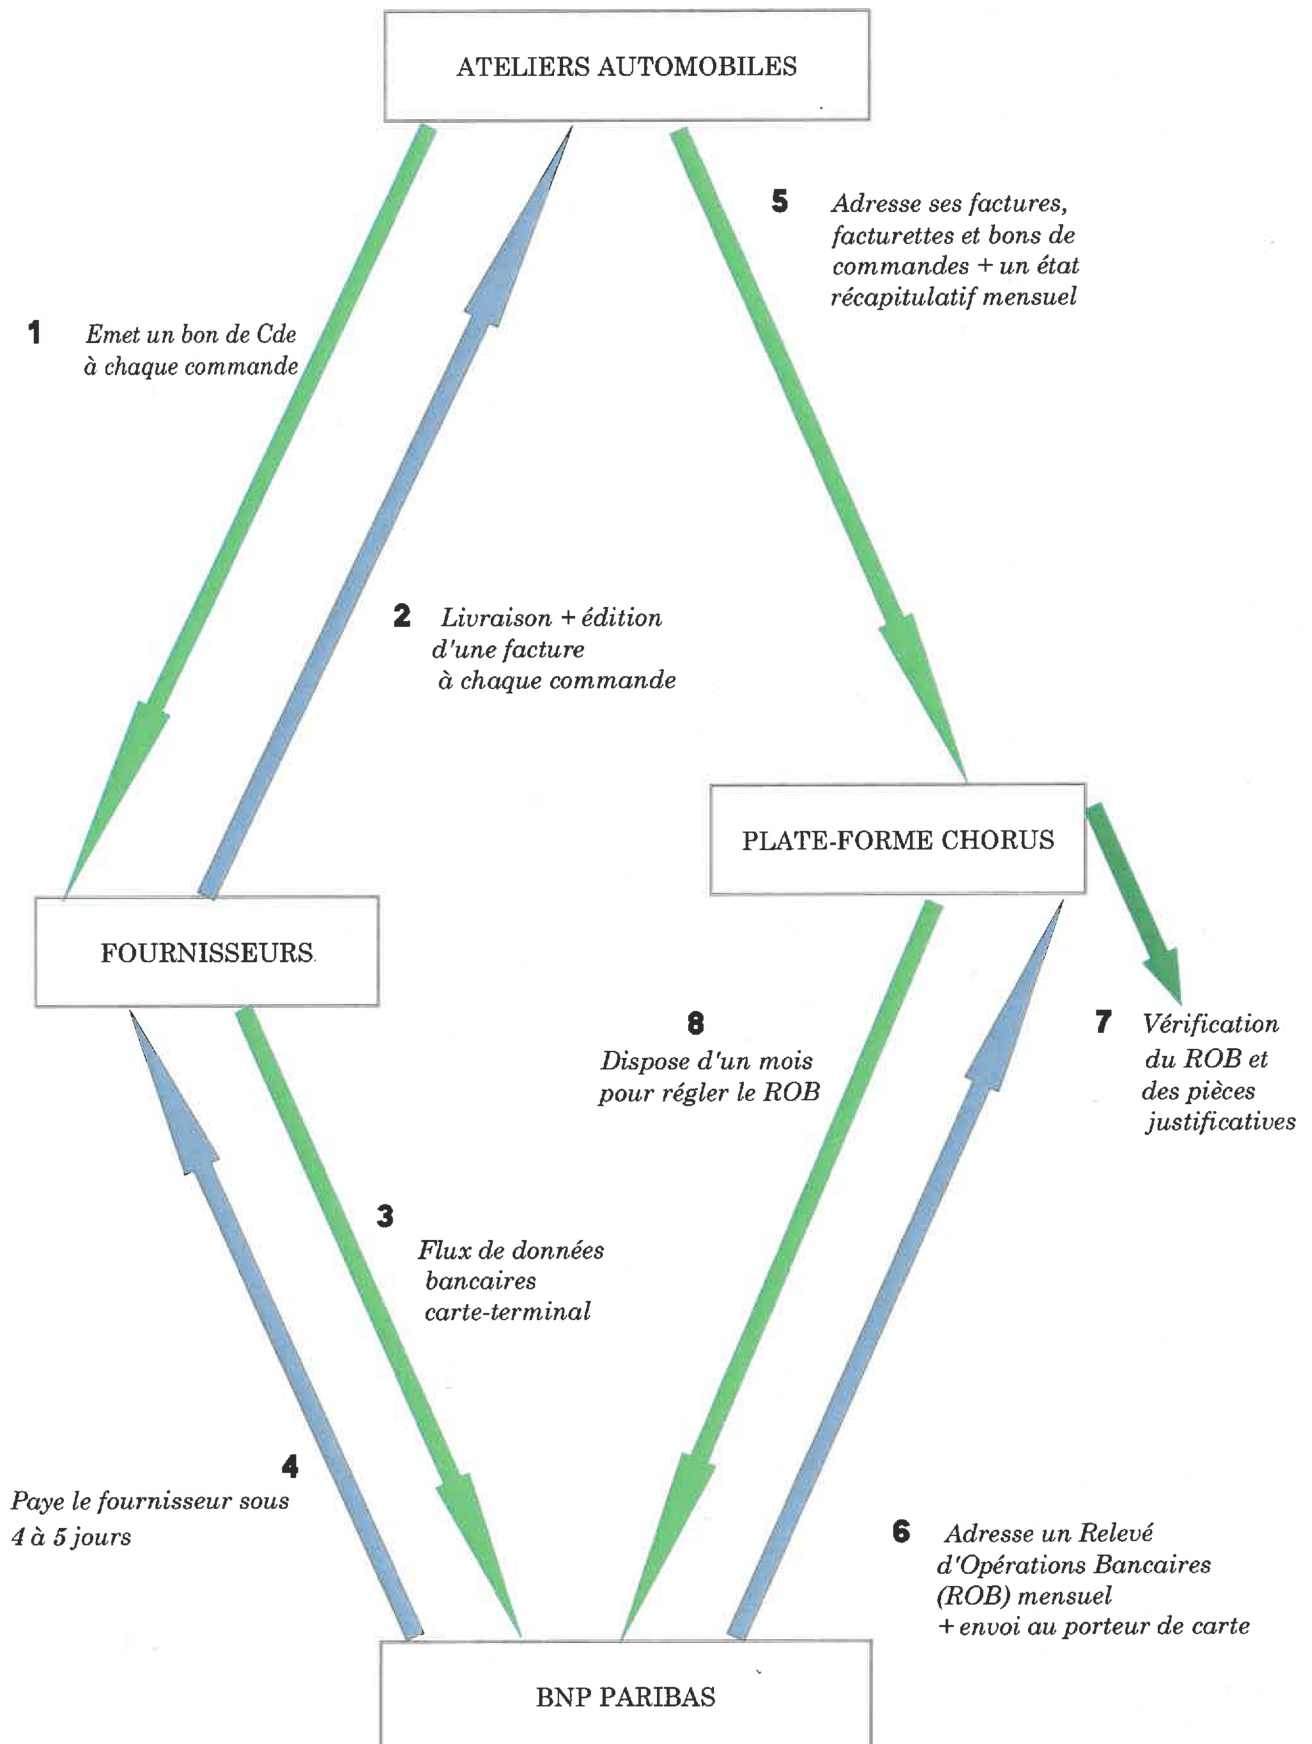 ATELIERS AUTOMOBILES
5 Adresse ses factures,
facturettes et bons de
commandes + un état
récapitulatif mensuel
1 Emet un bon de Cde
à chaque commande
2 Livraison + édition
d'une facture
à chaque commande
PLATE-FORME CHORUS
FOURNISSEURS
8
Dispose d'un mois
pour régler le ROB
7 Vérification
du ROB et
des pièces
justificatives
3
Flux de données
bancaires
carte-terminal
4
Paye le fournisseur sous
4 à 5 jours
6 Adresse un Relevé
d'Opérations Bancaires
(ROB) mensuel
+ envoi au porteur de carte
BNP PARIBAS